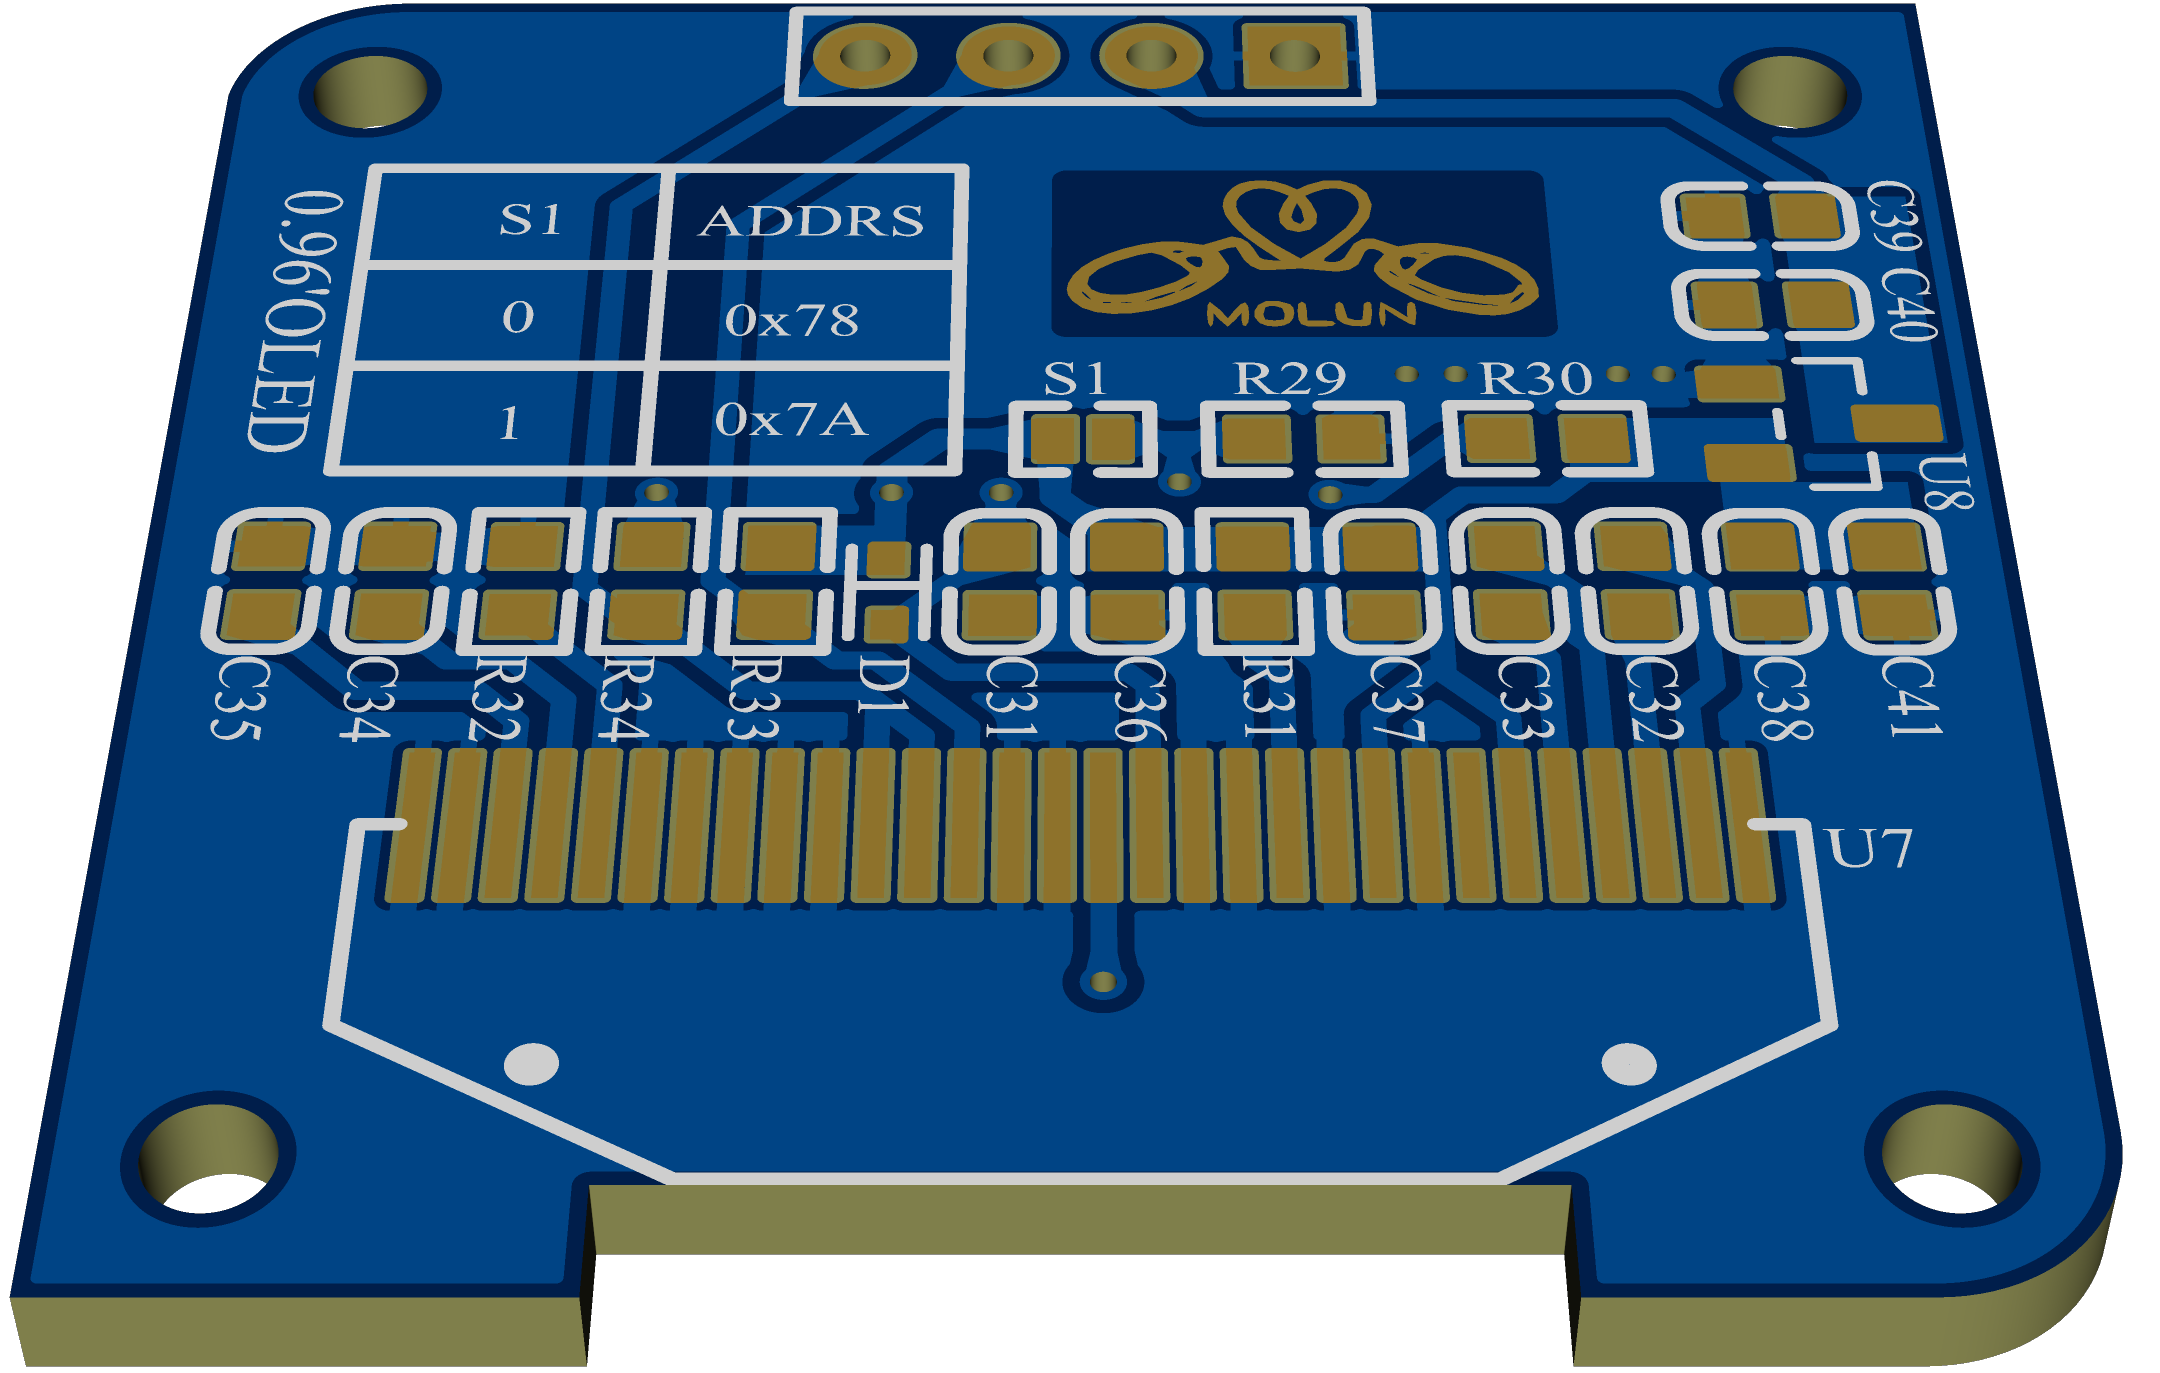 0.96'OLED
S1 ADDRS
0 0x78
1 0x7A
MOLUN
C39 C40
S1 R29 R30
U8
C35 C34 R32 R34 R33 D1 C31 C36 R31 C37 C33 C32 C38 C41
U7